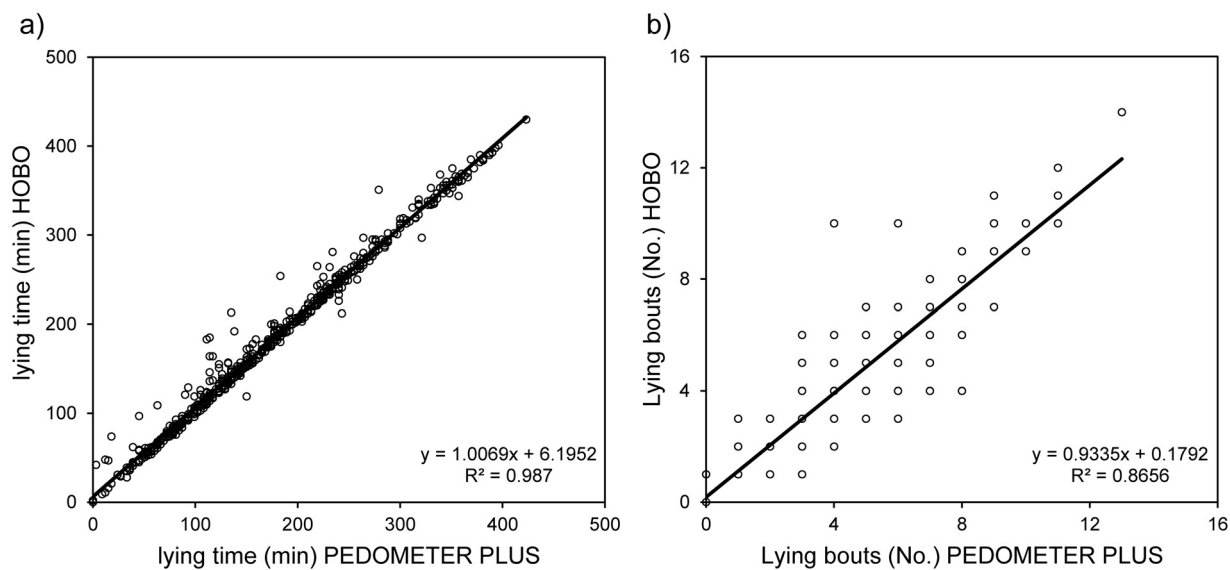 a)
500
400
300
200
100
0
lying time (min) HOBO
0 100 200 300 400 500
lying time (min) PEDOMETER PLUS
y = 1.0069x + 6.1952
R² = 0.987
b)
16
12
8
4
0
Lying bouts (No.) HOBO
0 4 8 12 16
Lying bouts (No.) PEDOMETER PLUS
y = 0.9335x + 0.1792
R² = 0.8656